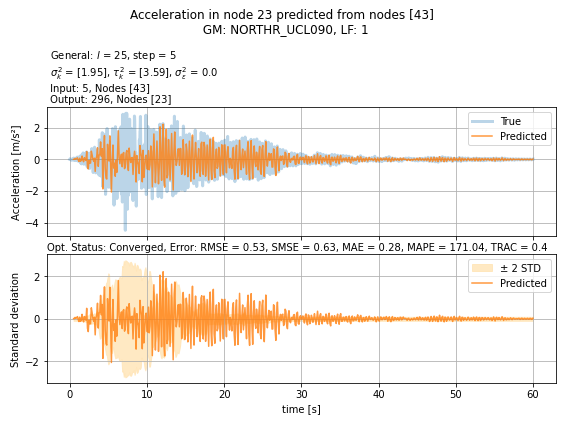 Acceleration in node 23 predicted from nodes [43]
GM: NORTHR_UCL090, LF: 1
General: l = 25, step = 5
σ²ₖ = [1.95], τ²ₖ = [3.59], σ²ₑ = 0.0
Input: 5, Nodes [43]
Output: 296, Nodes [23]
True
Predicted
2
0
−2
−4
Acceleration [m/s²]
Opt. Status: Converged, Error: RMSE = 0.53, SMSE = 0.63, MAE = 0.28, MAPE = 171.04, TRAC = 0.4
± 2 STD
Predicted
2
0
−2
Standard deviation
0 10 20 30 40 50 60
time [s]